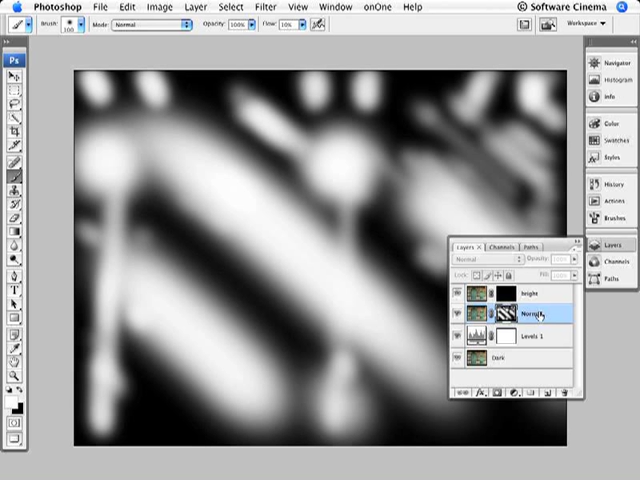 Photoshop File Edit Image Layer Select Filter View Window onOne Help © Software Cinema
Brush: 100 Mode: Normal Opacity: 100% Flow: 10% Workspace
Ps
Navigator
Histogram
Info
Color
Swatches
Styles
History
Actions
Brushes
Layers
Channels
Paths
Layers Channels Paths
Normal Opacity:
Lock: Fill:
bright
Normal
Levels 1
Dark